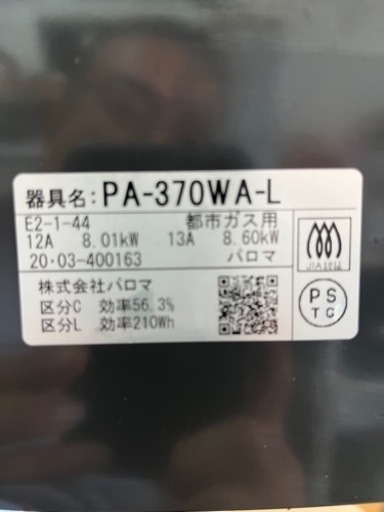 器具名：PA-370WA-L
E2-1-44 都市ガス用
12A 8.01kW 13A 8.60kW
20・03-400163 パロマ
株式会社パロマ
区分C 効率56.3%
区分L 効率210Wh
PS
TG